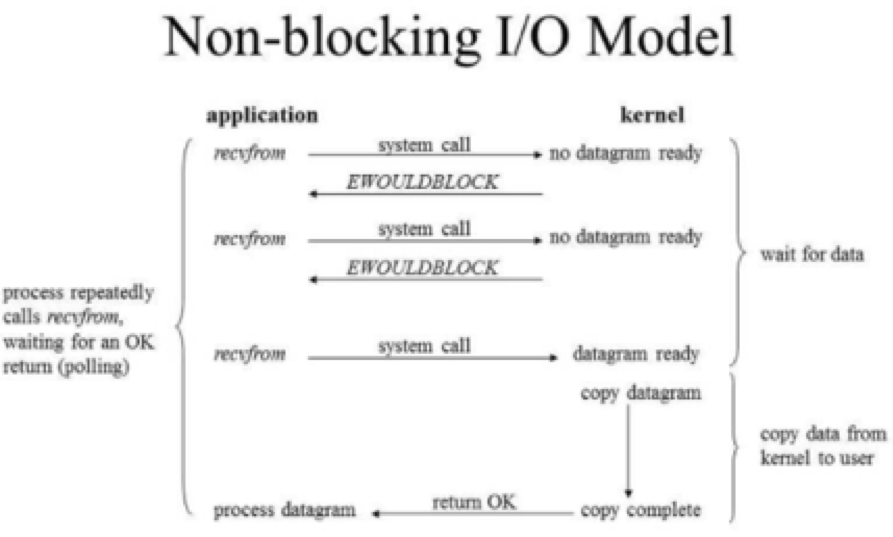 Non-blocking I/O Model
application kernel
recvfrom system call no datagram ready
EWOULDBLOCK
recvfrom system call no datagram ready
EWOULDBLOCK
wait for data
process repeatedly
calls recvfrom,
waiting for an OK
return (polling)
recvfrom system call datagram ready
copy datagram
copy data from
kernel to user
process datagram return OK copy complete